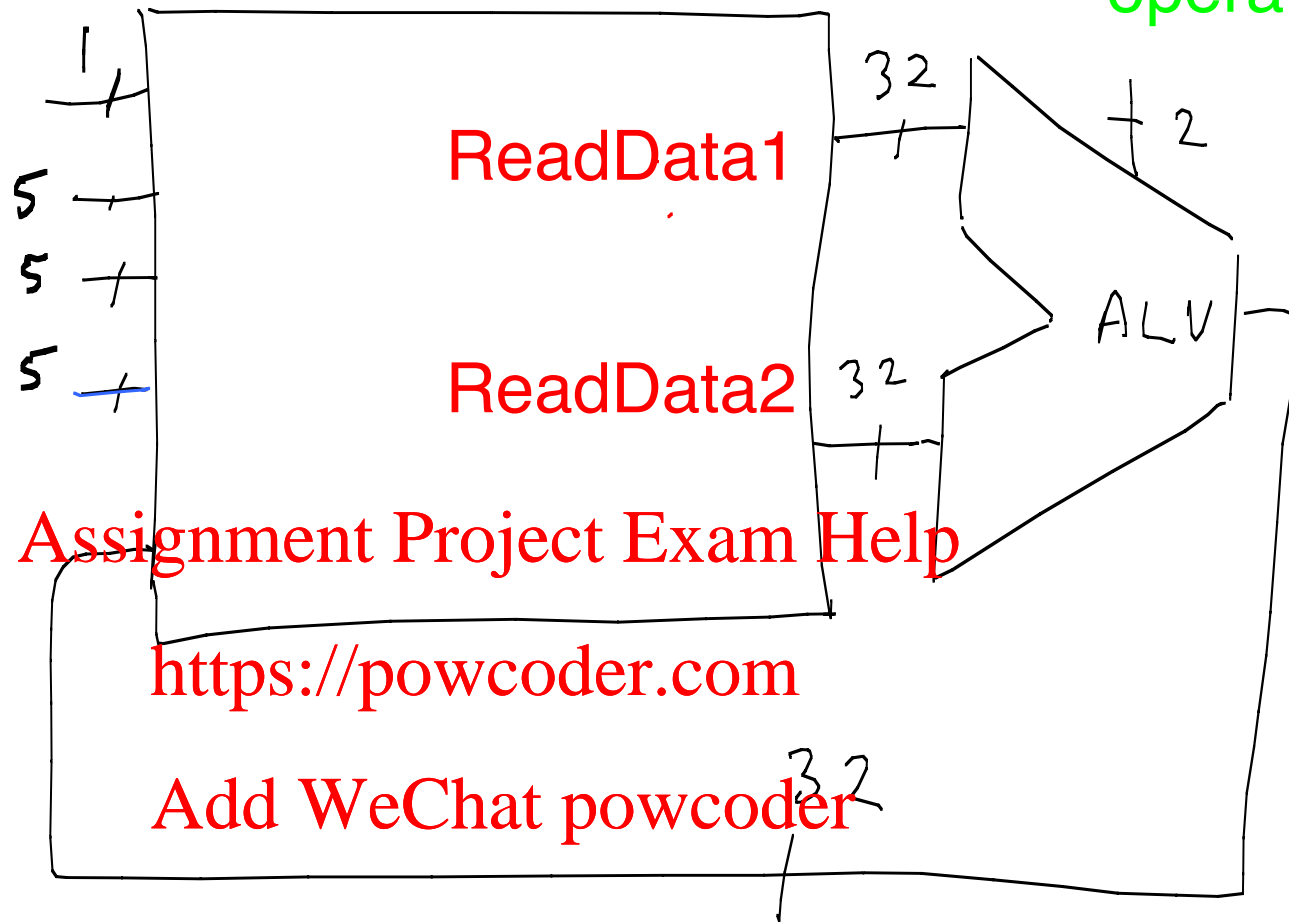 opera
1
32
2
ReadData1
5
5
ALU
5
ReadData2
32
Assignment Project Exam Help
https://powcoder.com
32
Add WeChat powcoder